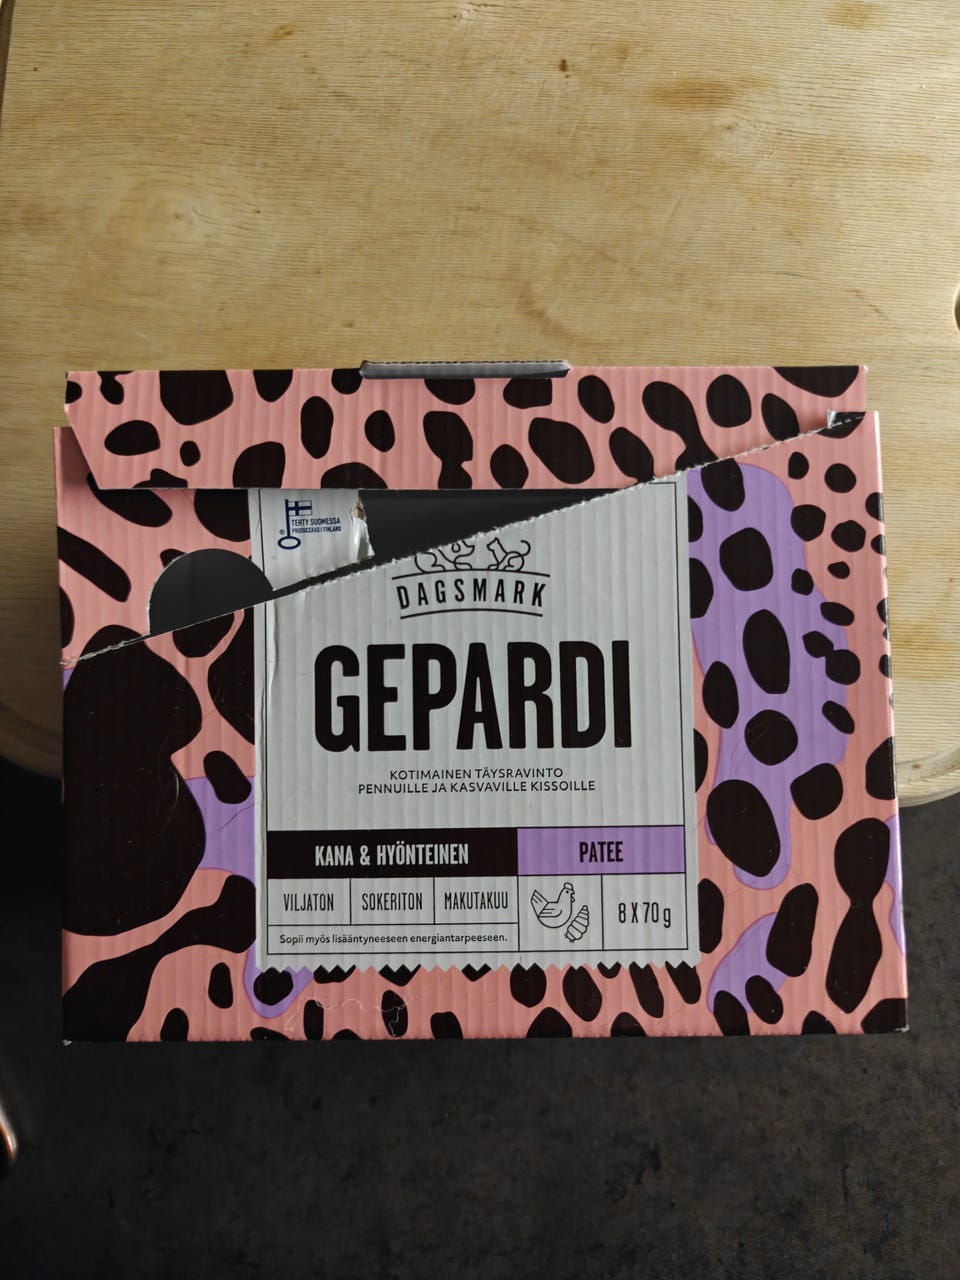 TEHTY SUOMESSA
PRODUCERAD I FINLAND
®
DAGSMARK
GEPARDI
KOTIMAINEN TÄYSRAVINTO
PENNUILLE JA KASVAVILLE KISSOILLE
KANA & HYÖNTEINEN
PATEE
VILJATON
SOKERITON
MAKUTAKUU
8 X 70 g
Sopii myös lisääntyneeseen energiantarpeeseen.